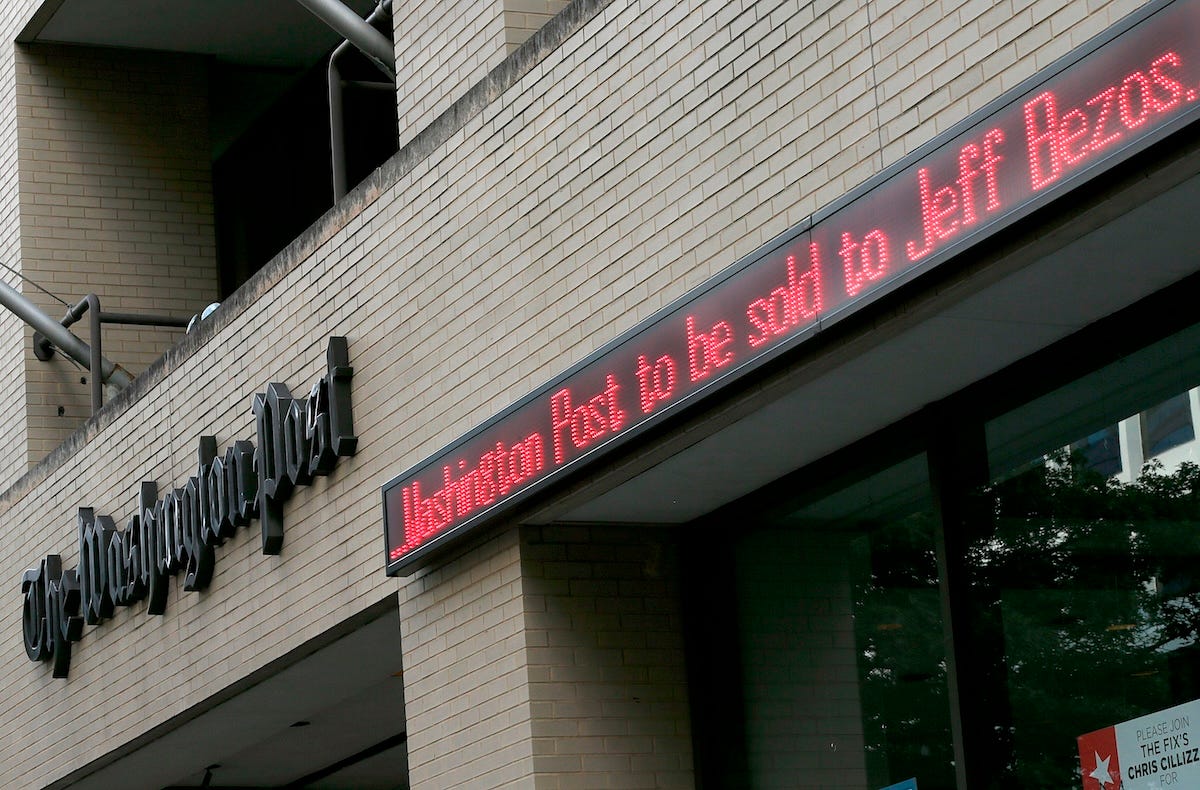 The Washington Post
...Washington Post to be sold to Jeff Bezos..
PLEASE JOIN
THE FIX'S
CHRIS CILLIZZ
FOR